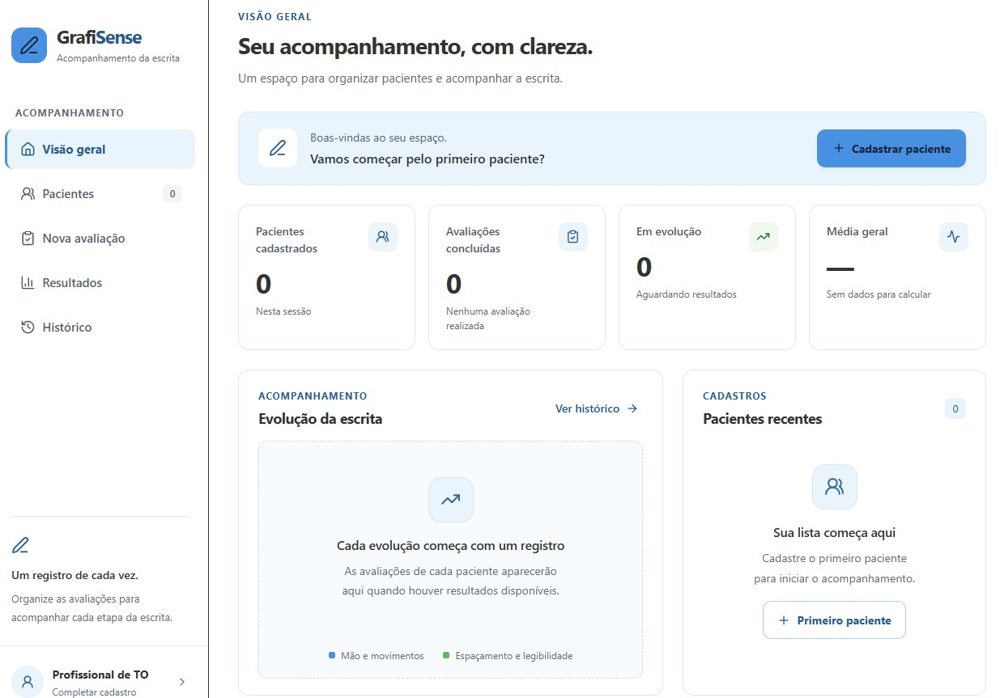 GrafiSense
Acompanhamento da escrita
ACOMPANHAMENTO
Visão geral
Pacientes
0
Nova avaliação
Resultados
Histórico
Um registro de cada vez.
Organize as avaliações para
acompanhar cada etapa da escrita.
Profissional de TO
Completar cadastro
VISÃO GERAL
Seu acompanhamento, com clareza.
Um espaço para organizar pacientes e acompanhar a escrita.
Boas-vindas ao seu espaço.
Vamos começar pelo primeiro paciente?
Cadastrar paciente
Pacientes
cadastrados
0
Nesta sessão
Avaliações
concluídas
0
Nenhuma avaliação
realizada
Em evolução
0
Aguardando resultados
Média geral
—
Sem dados para calcular
ACOMPANHAMENTO
Evolução da escrita
Ver histórico
Cada evolução começa com um registro
As avaliações de cada paciente aparecerão
aqui quando houver resultados disponíveis.
Mão e movimentos
Espaçamento e legibilidade
CADASTROS
Pacientes recentes
0
Sua lista começa aqui
Cadastre o primeiro paciente
para iniciar o acompanhamento.
Primeiro paciente